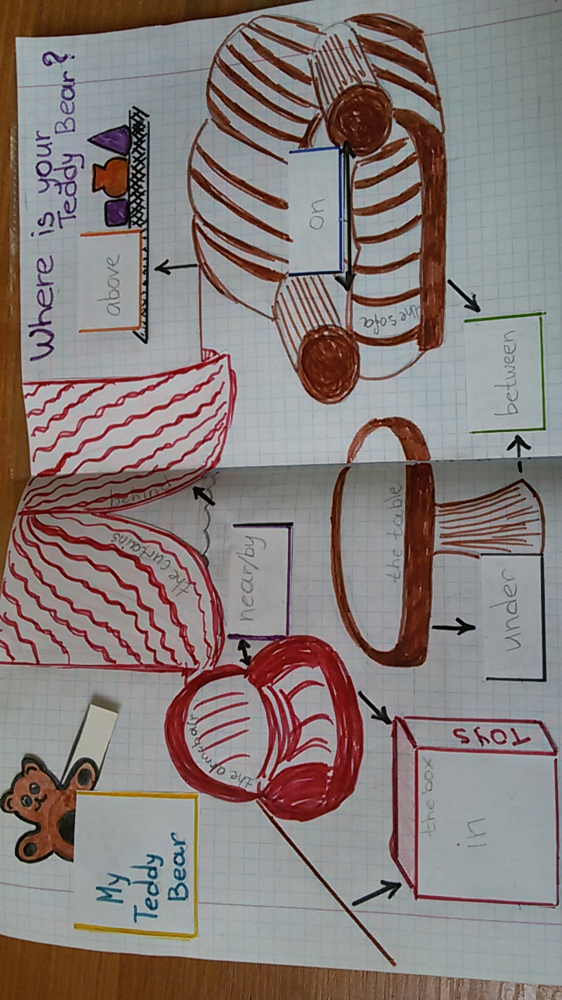 Where is your
Teddy Bear?
above
on
the sofa
between
behind
the curtains
near/by
the table
under
the armchair
TOYS
the box
in
My
Teddy
Bear